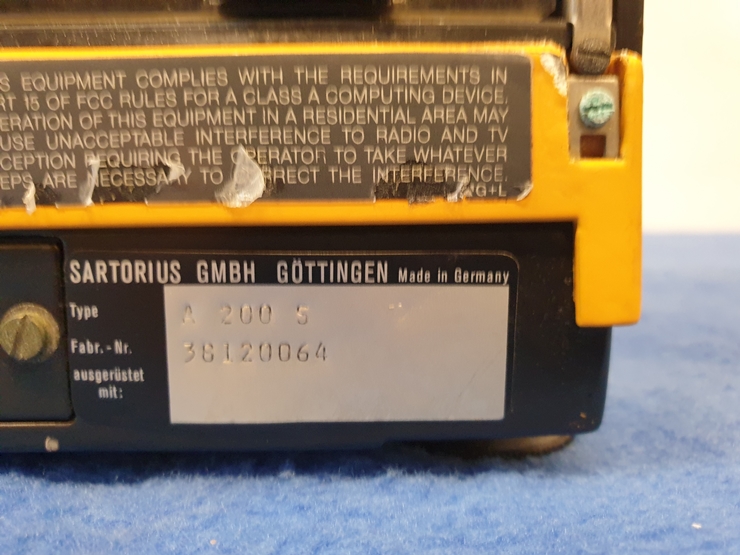 S EQUIPMENT COMPLIES WITH THE REQUIREMENTS IN
RT 15 OF FCC RULES FOR A CLASS A COMPUTING DEVICE.
ERATION OF THIS EQUIPMENT IN A RESIDENTIAL AREA MAY
USE UNACCEPTABLE INTERFERENCE TO RADIO AND TV
CEPTION REQUIRING THE OPERATOR TO TAKE WHATEVER
EPS ARE NECESSARY TO CORRECT THE INTERFERENCE.
SARTORIUS GMBH GÖTTINGEN Made in Germany
Type A 200 S
Fabr.-Nr. 38120064
ausgerüstet
mit: